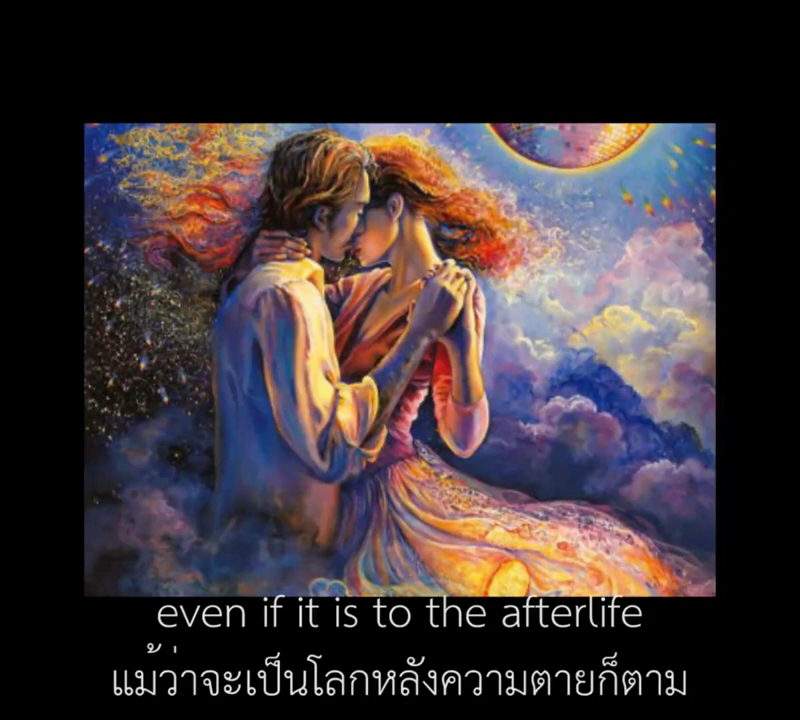 even if it is to the afterlife
แม้ว่าจะเป็นโลกหลังความตายก็ตาม